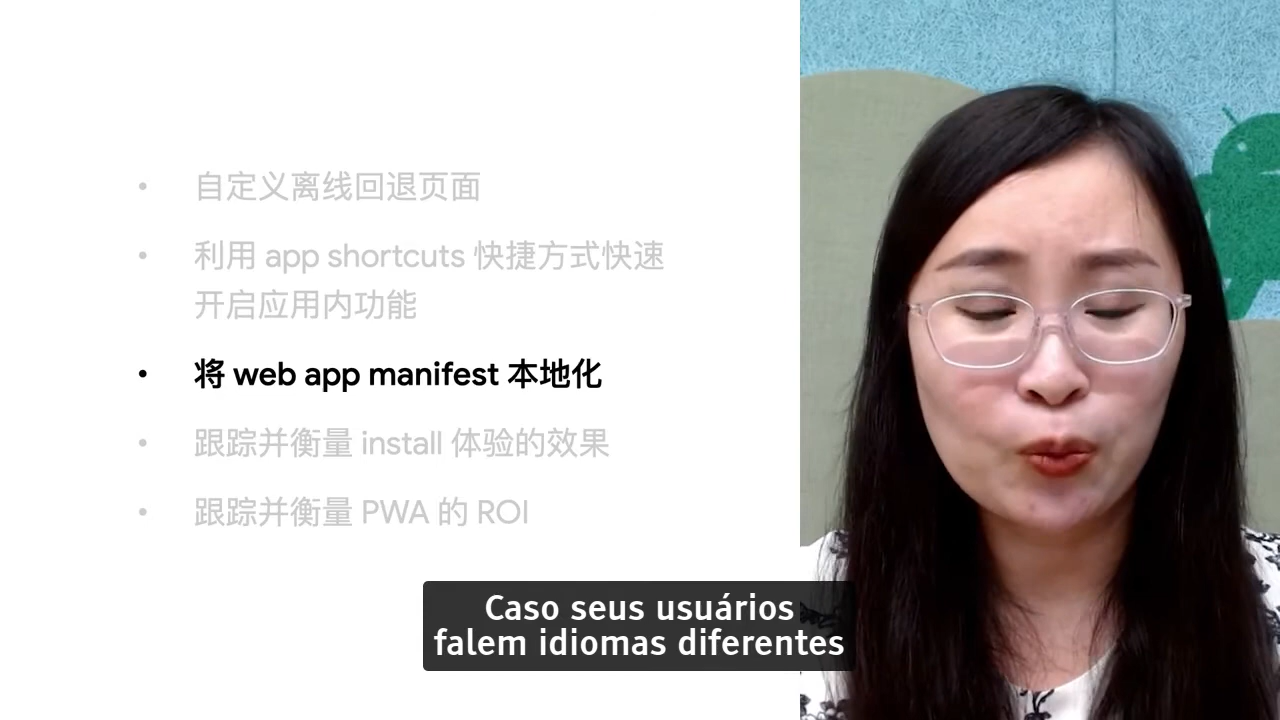 • 自定义离线回退页面
• 利用 app shortcuts 快捷方式快速
开启应用内功能
• 将 web app manifest 本地化
• 跟踪并衡量 install 体验的效果
• 跟踪并衡量 PWA 的 ROI
Caso seus usuários
falem idiomas diferentes